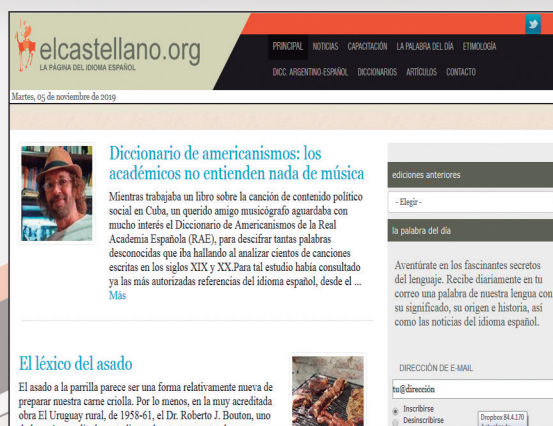 elcastellano.org
LA PÁGINA DEL IDIOMA ESPAÑOL
PRINCIPAL NOTICIAS CAPACITACIÓN LA PALABRA DEL DÍA ETIMOLOGÍA
DICC. ARGENTINO-ESPAÑOL DICCIONARIOS ARTÍCULOS CONTACTO
Martes, 05 de noviembre de 2019
Diccionario de americanismos: los
académicos no entienden nada de música
Mientras trabajaba un libro sobre la canción de contenido político
social en Cuba, un querido amigo musicógrafo aguardaba con
mucho interés el Diccionario de Americanismos de la Real
Academia Española (RAE), para descifrar tantas palabras
desconocidas que iba hallando al analizar cientos de canciones
escritas en los siglos XIX y XX.Para tal estudio había consultado
ya las más autorizadas referencias del idioma español, desde el ...
Más
El léxico del asado
El asado a la parrilla parece ser una forma relativamente nueva de
preparar nuestra carne criolla. Por lo menos, en la muy acreditada
obra El Uruguay rural, de 1958-61, el Dr. Roberto J. Bouton, uno
ediciones anteriores
- Elegir -
la palabra del día
Aventúrate en los fascinantes secretos
del lenguaje. Recibe diariamente en tu
correo una palabra de nuestra lengua con
su significado, su origen e historia, así
como las noticias del idioma español.
DIRECCIÓN DE E-MAIL
tu@dirección
Inscribirse
Desinscribirse
Dropbox 84.4.170